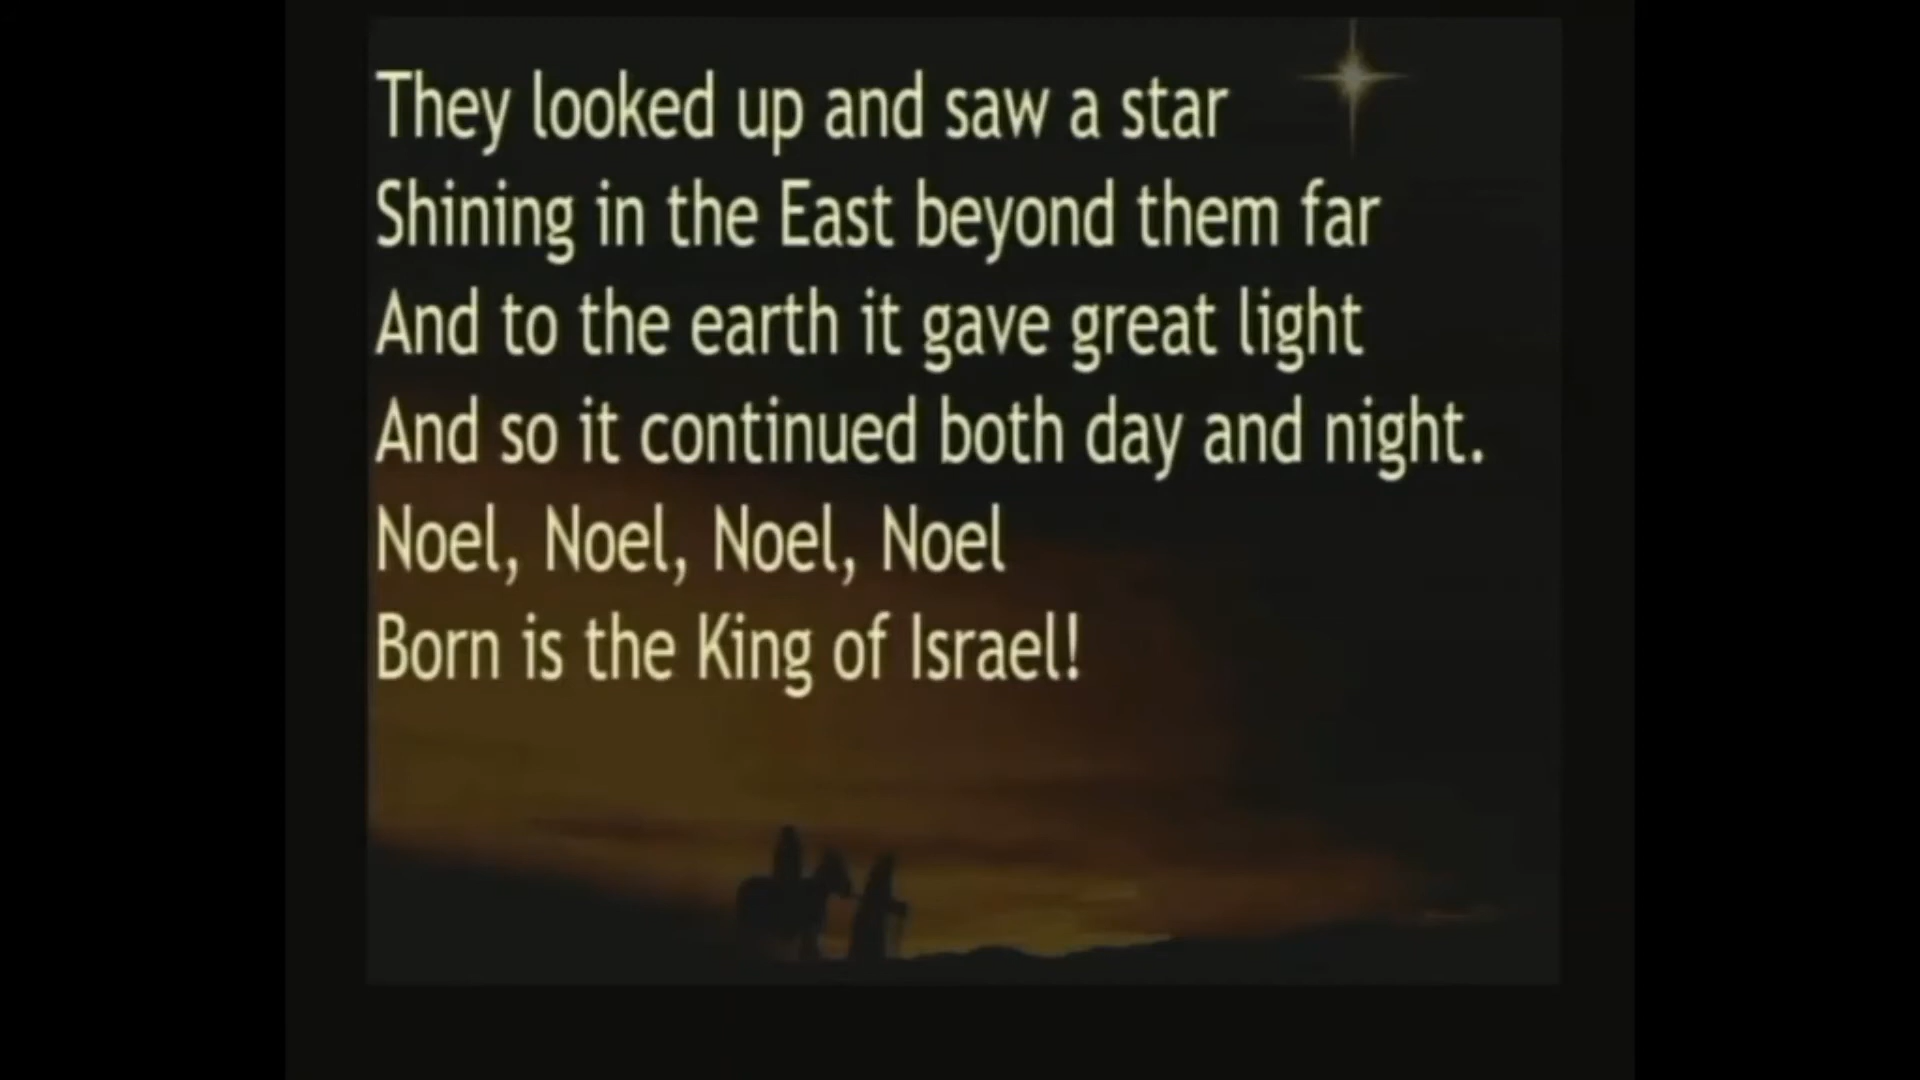 They looked up and saw a star
Shining in the East beyond them far
And to the earth it gave great light
And so it continued both day and night.
Noel, Noel, Noel, Noel
Born is the King of Israel!